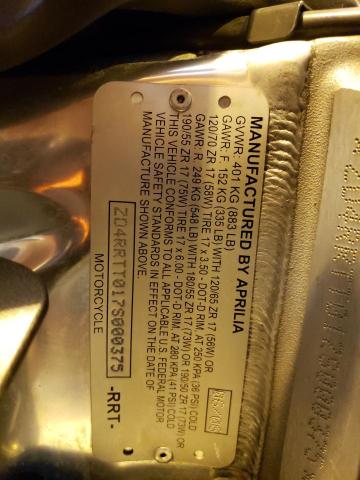 MANUFACTURED BY APRILIA
GVWR: 401 KG (883 LB)
GAWR: F. 152 KG (335 LB) WITH 120/65 ZR 17 (56W) OR
120/70 ZR 17 (58W) TIRE 17 x 3.50 - DOT-D RIM, AT 250 KPA (36 PSI) COLD
GAWR: R. 249 KG (548 LB) WITH 180/55 ZR 17 (73W) OR 190/50 ZR 17 (73W) OR
190/55 ZR 17 (70W) TIRE 17 x 6.00 - DOT-D RIM, AT 280 KPA (41 PSI) COLD
THIS VEHICLE CONFORMS TO ALL APPLICABLE U.S. FEDERAL MOTOR
VEHICLE SAFETY STANDARDS IN EFFECT ON THE DATE OF
MANUFACTURE SHOWN ABOVE.
ZD4RRTT017S000375
-RRT-
MOTORCYCLE